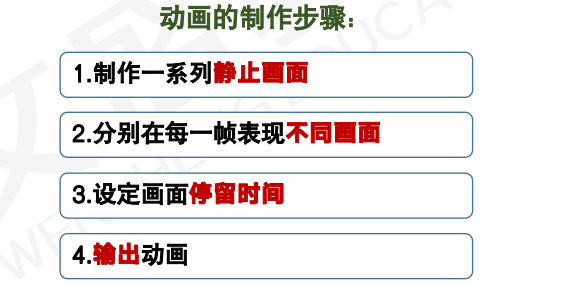 动画的制作步骤：
1.制作一系列静止画面
2.分别在每一帧表现不同画面
3.设定画面停留时间
4.输出动画